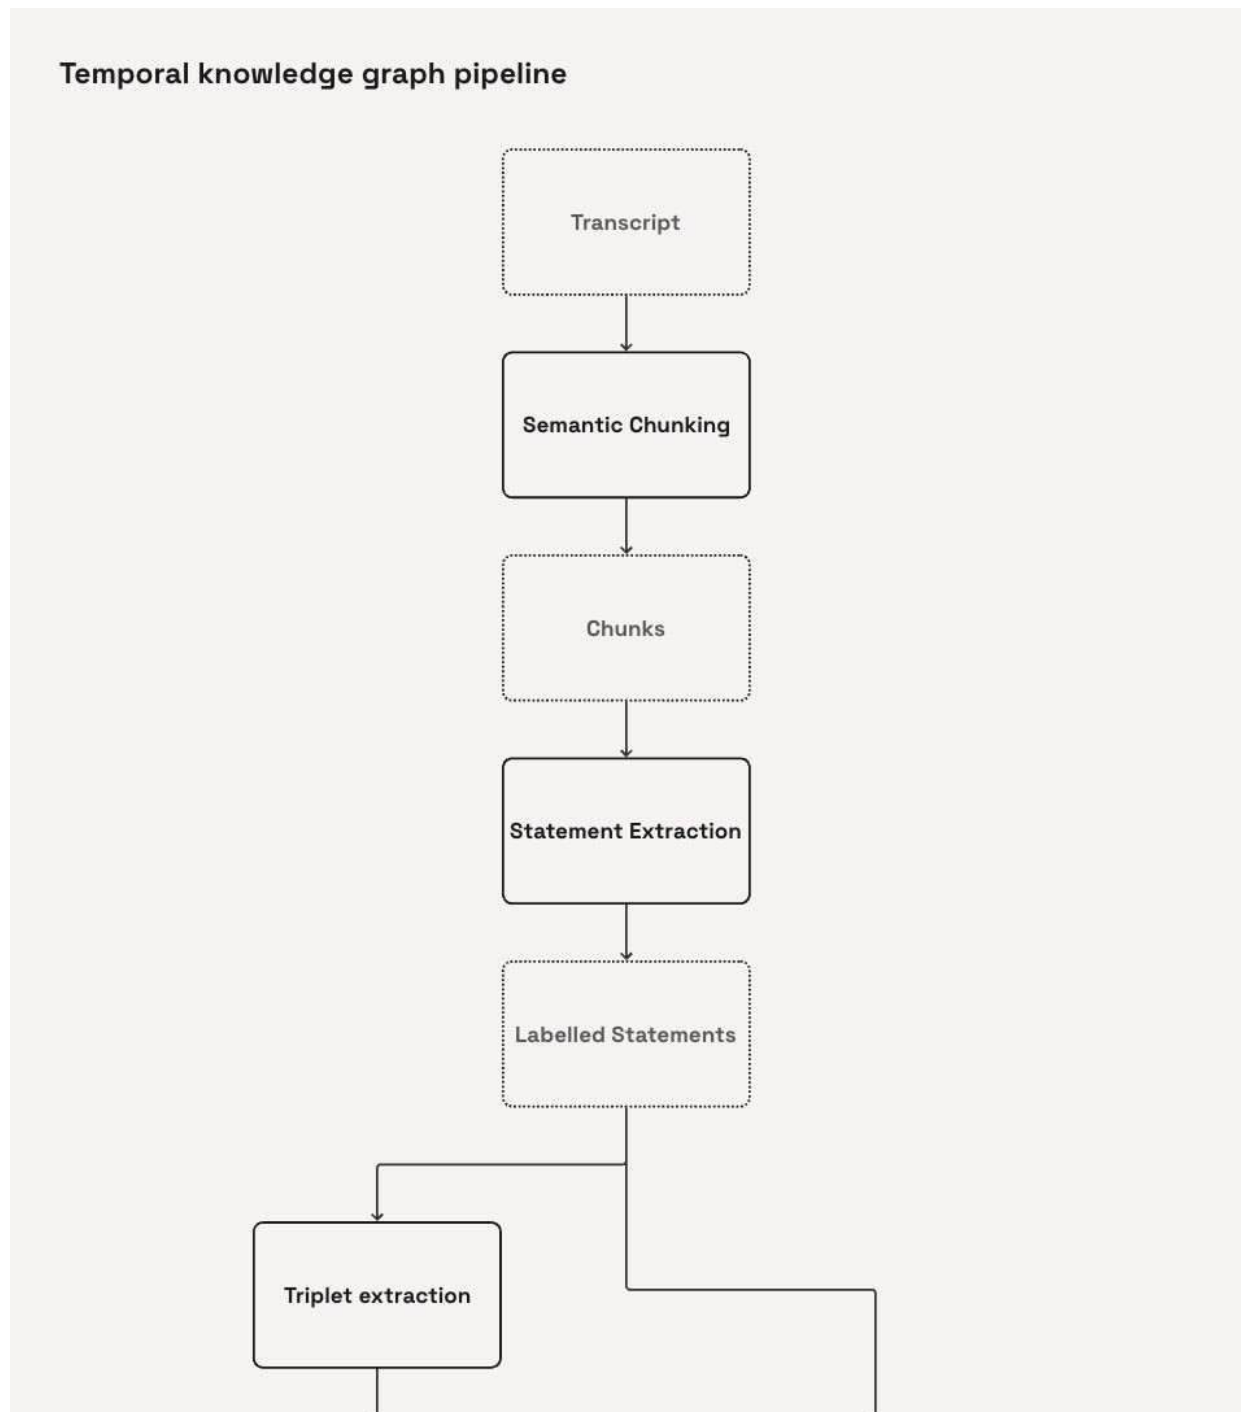 Temporal knowledge graph pipeline
Transcript
Semantic Chunking
Chunks
Statement Extraction
Labelled Statements
Triplet extraction